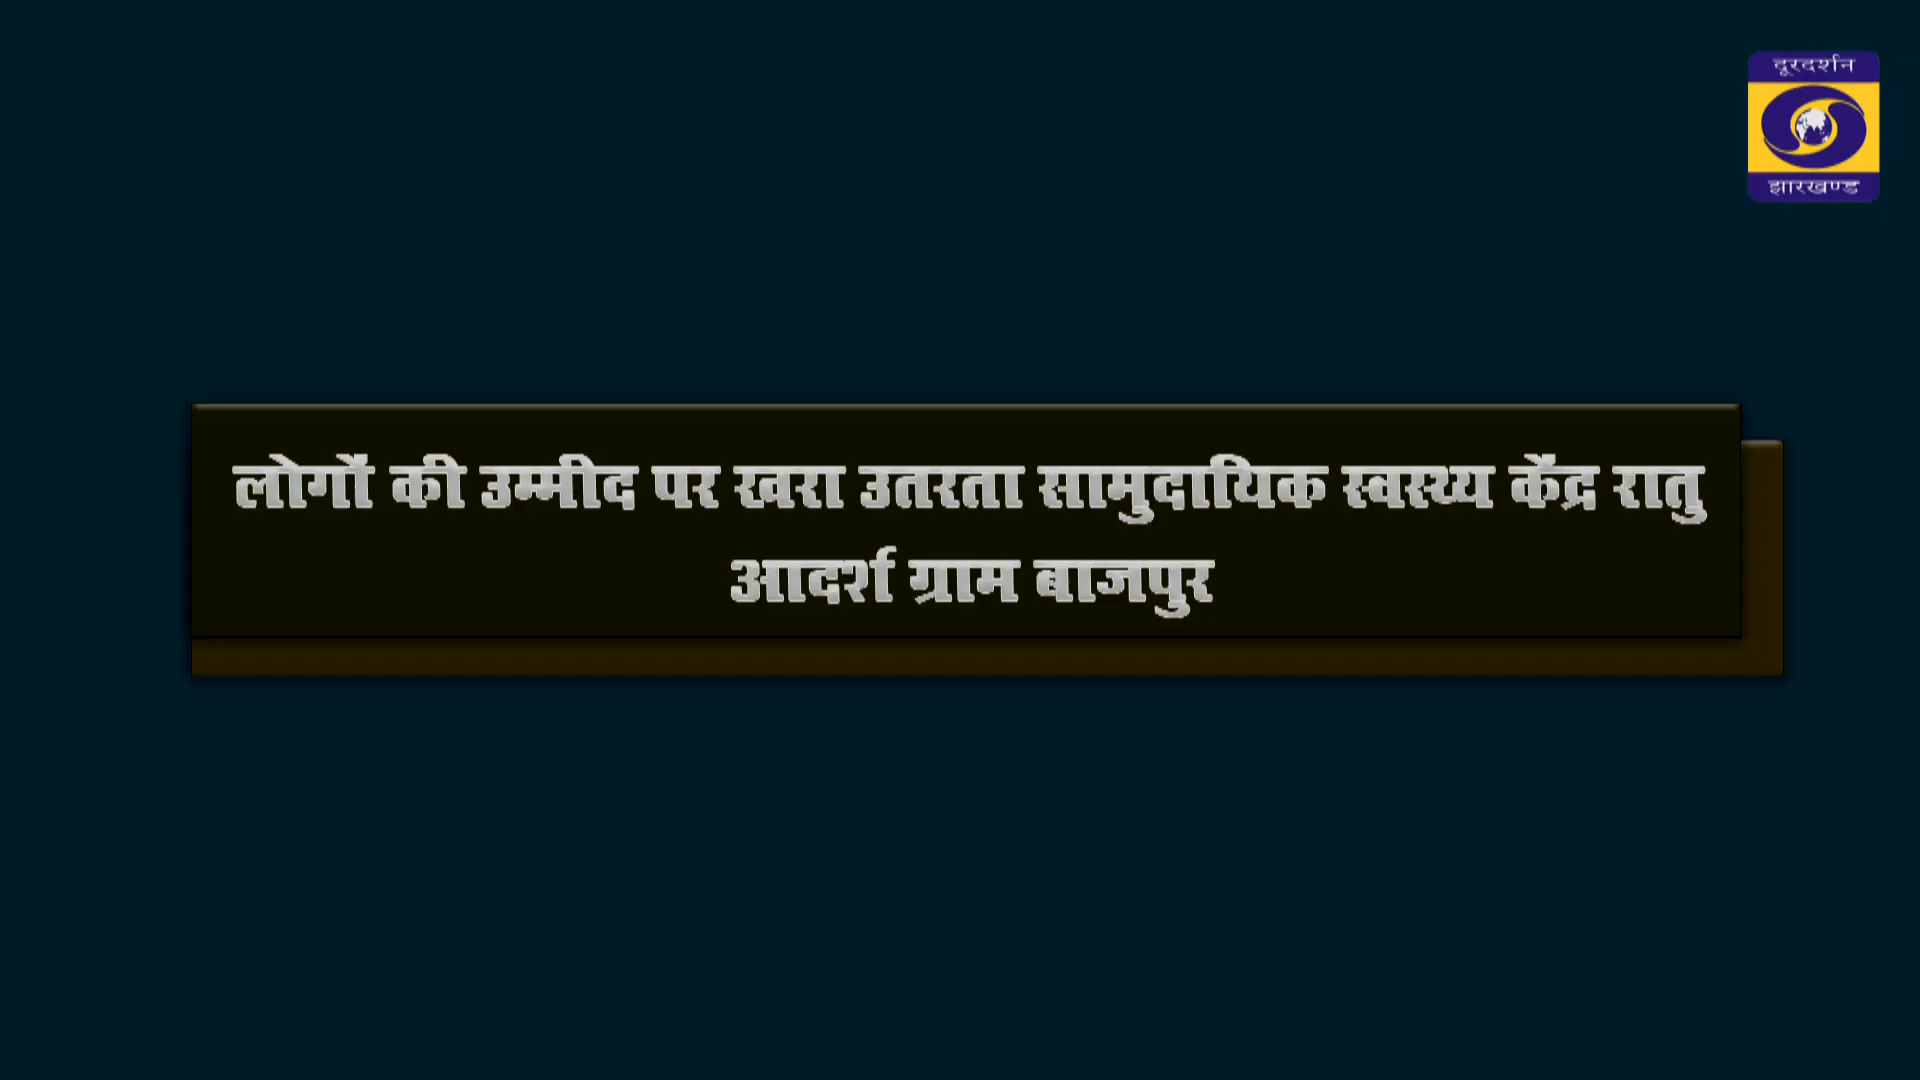 दूरदर्शन
झारखण्ड
लोगों की उम्मीद पर खरा उतरता सामुदायिक स्वस्थ्य केंद्र रातु
आदर्श ग्राम बाजपुर